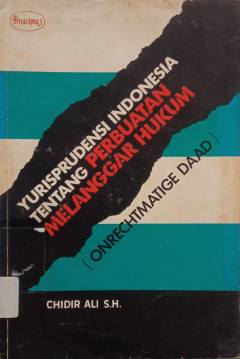 Binacipta
YURISPRUDENSI INDONESIA
TENTANG PERBUATAN
MELANGGAR HUKUM
( ONRECHTMATIGE DAAD )
CHIDIR ALI S.H.